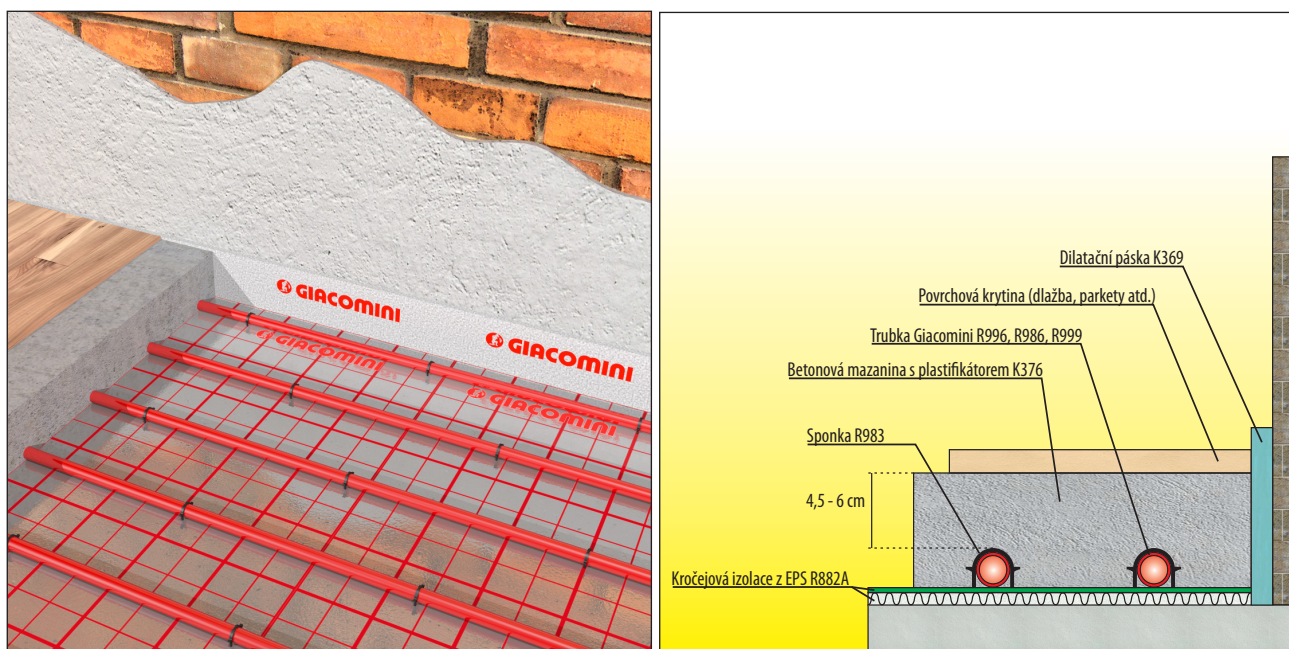 GIACOMINI
GIACOMINI
GIACOMINI
GIACOMINI
Dilatační páska K369
Povrchová krytina (dlažba, parkety atd.)
Trubka Giacomini R996, R986, R999
Betonová mazanina s plastifikátorem K376
Sponka R983
4,5 - 6 cm
Kročejová izolace z EPS R882A